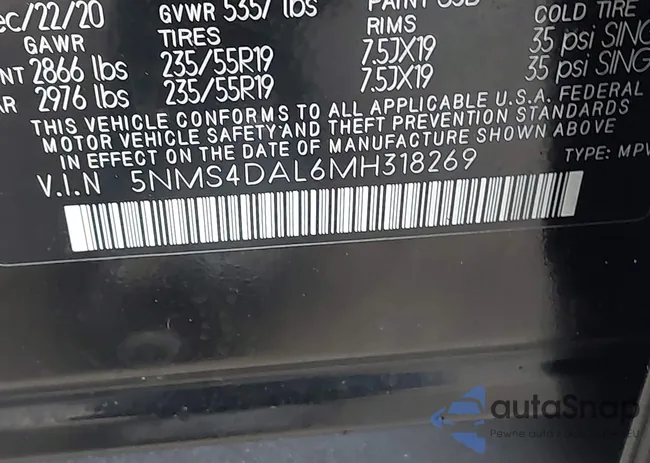 ec/22/20 GVWR 5357 lbs PAINT
GAWR TIRES RIMS COLD TIRE
NT 2866 lbs 235/55R19 7.5JX19 35 psi SING
AR 2976 lbs 235/55R19 7.5JX19 35 psi SING
THIS VEHICLE CONFORMS TO ALL APPLICABLE U.S.A. FEDERAL
MOTOR VEHICLE SAFETY AND THEFT PREVENTION STANDARDS
IN EFFECT ON THE DATE OF MANUFACTURE SHOWN ABOVE
V.I.N 5NMS4DAL6MH318269 TYPE: MPV
autaSnap
Pewne auta z